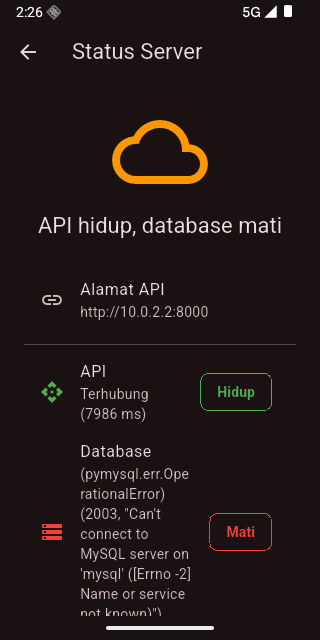 2:26
5G
Status Server
API hidup, database mati
Alamat API
http://10.0.2.2:8000
API
Terhubung
(7986 ms)
Hidup
Database
(pymysql.err.Ope
rationalError)
(2003, "Can't
connect to
MySQL server on
'mysql' ([Errno -2]
Name or service
not known)")
Mati